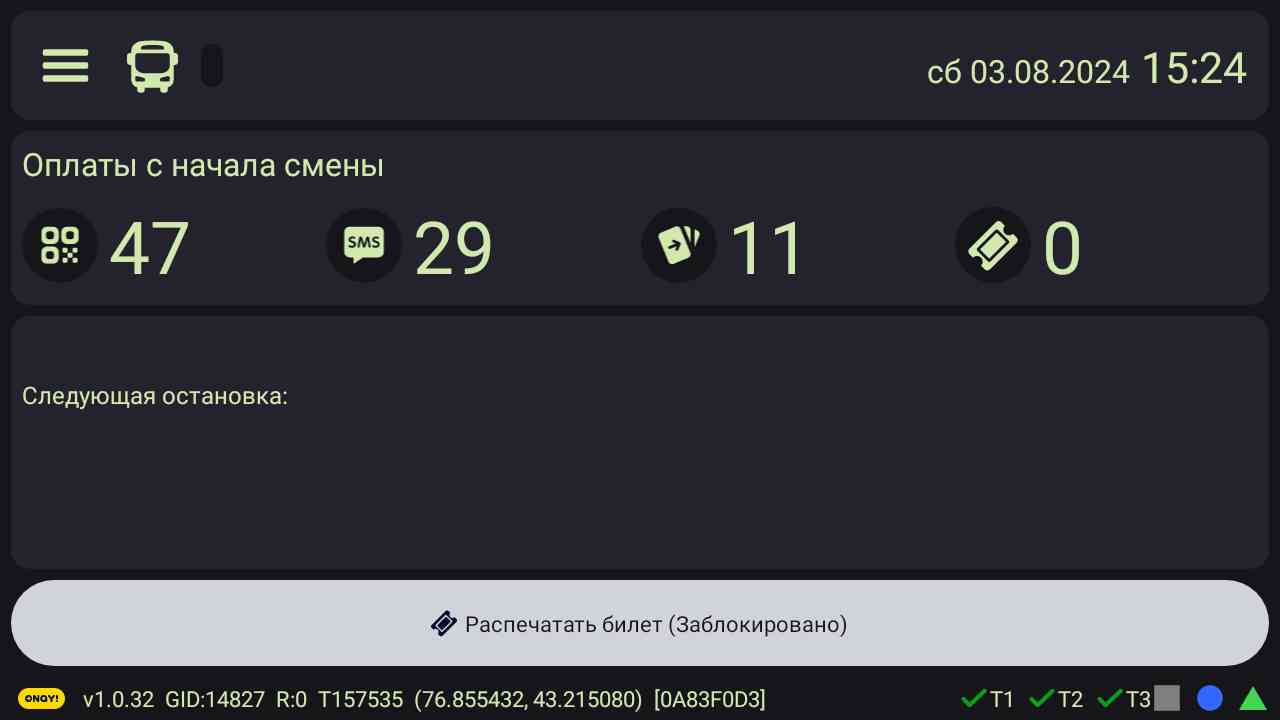 сб 03.08.2024 15:24
Оплаты с начала смены
47 SMS 29 11 0
Следующая остановка:
Распечатать билет (Заблокировано)
ONAY! v1.0.32 GID:14827 R:0 T157535 (76.855432, 43.215080) [0A83F0D3] T1 T2 T3